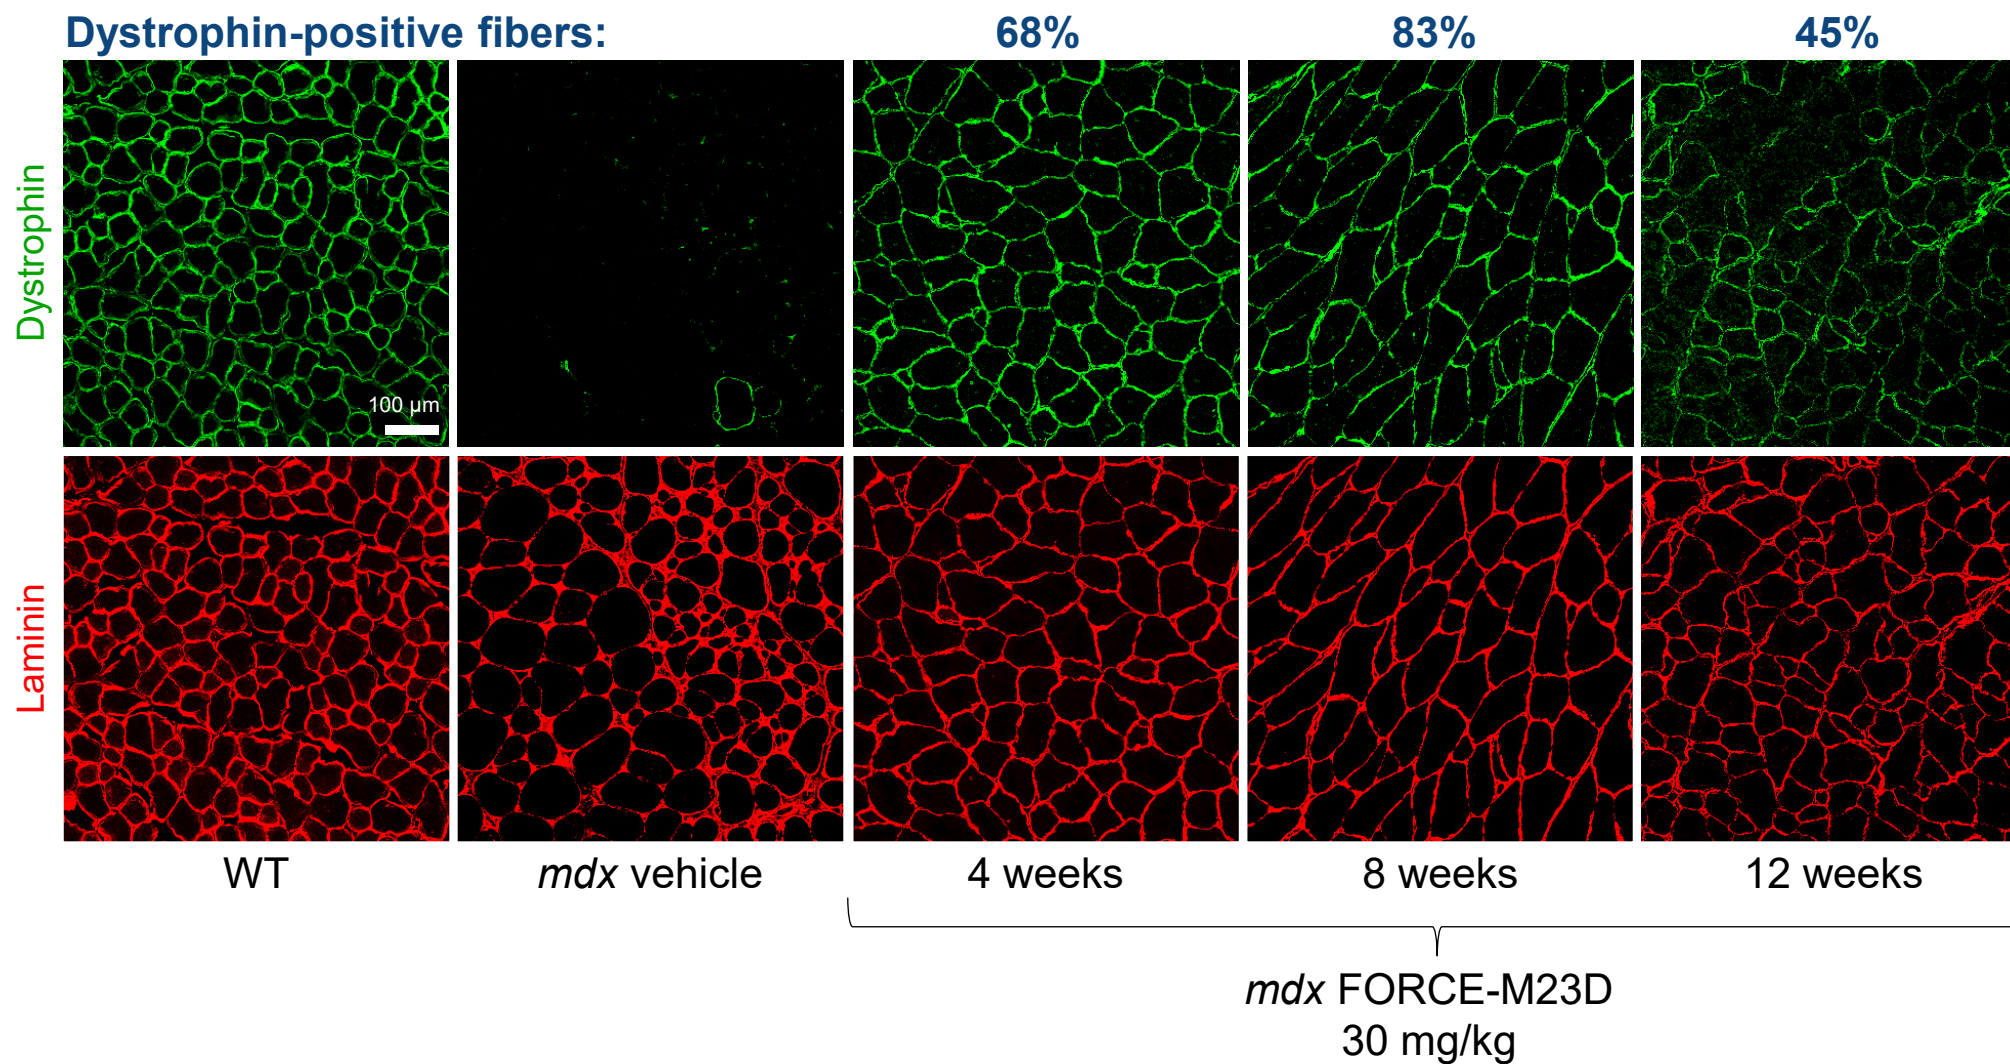 Dystrophin-positive fibers: 68% 83% 45%
Dystrophin
100 µm
Laminin
WT mdx vehicle 4 weeks 8 weeks 12 weeks
mdx FORCE-M23D
30 mg/kg